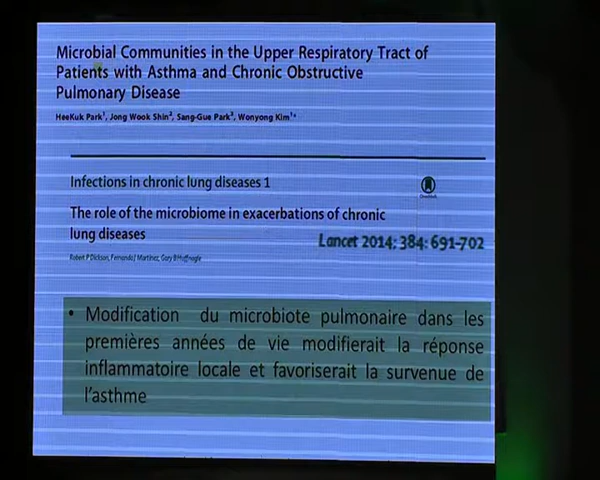 Microbial Communities in the Upper Respiratory Tract of
Patients with Asthma and Chronic Obstructive
Pulmonary Disease
HeeKuk Park1, Jong Wook Shin2, Sang-Gue Park3, Wonyong Kim1*
Infections in chronic lung diseases 1
The role of the microbiome in exacerbations of chronic
lung diseases
Lancet 2014; 384: 691-702
Robert P Dickson, Fernando J Martinez, Gary B Huffnagle
• Modification du microbiote pulmonaire dans les
premières années de vie modifierait la réponse
inflammatoire locale et favoriserait la survenue de
l'asthme